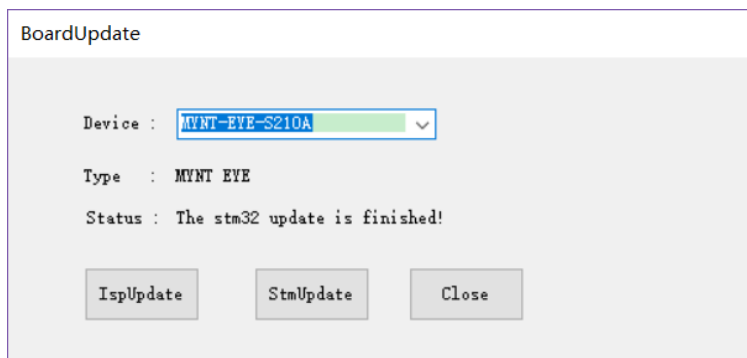 BoardUpdate
Device : MYNT-EYE-S210A
Type : MYNT EYE
Status : The stm32 update is finished!
IspUpdate StmUpdate Close